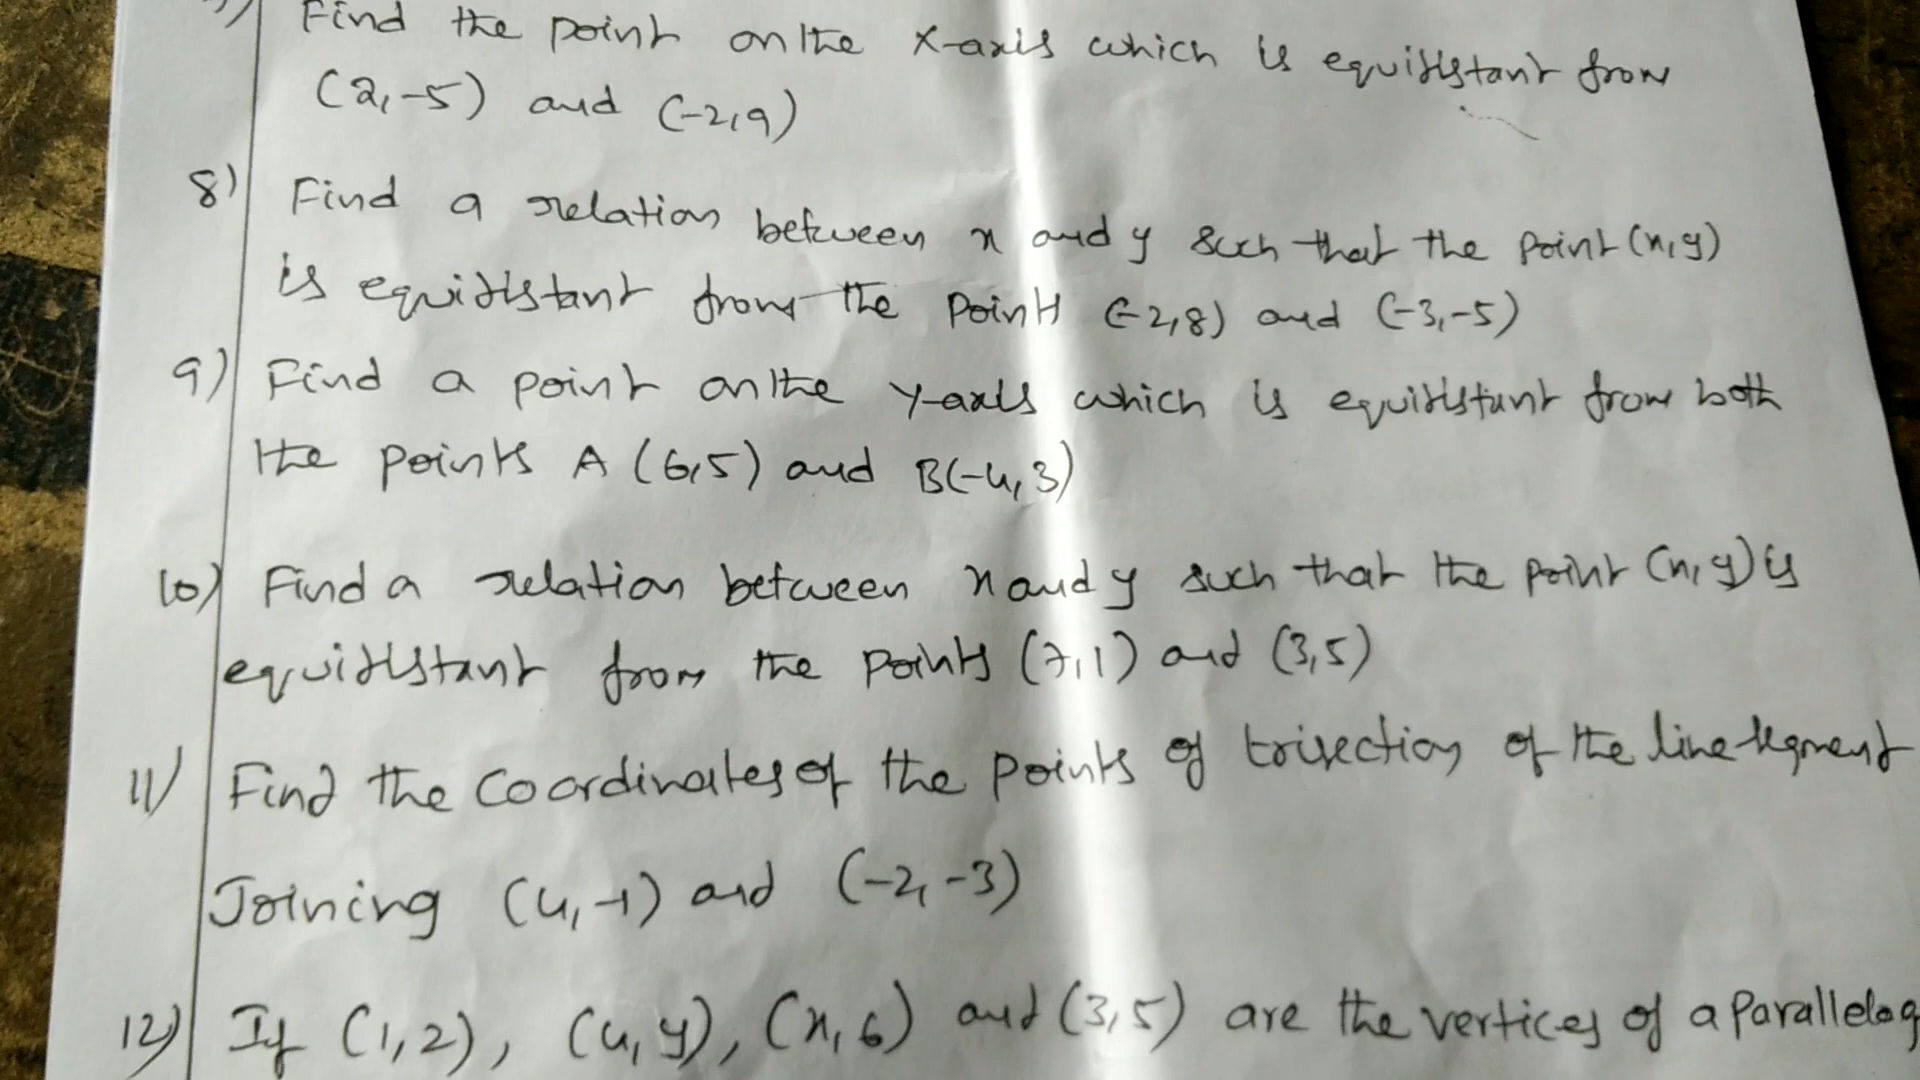 Find the point on the X-axis which is equidistant from
(2,-5) and (-2,9)
8) Find a relation between x and y such that the point (x,y)
is equidistant from the point (-2,8) and (-3,-5)
9) Find a point on the y-axis which is equidistant from both
the points A (6,5) and B(-4,3)
10) Find a relation between x and y such that the point (x,y) is
equidistant from the points (7,1) and (3,5)
11) Find the coordinates of the points of trisection of the line segment
Joining (4,-1) and (-2,-3)
12) If (1,2), (4,y), (x,6) and (3,5) are the vertices of a Parallelog